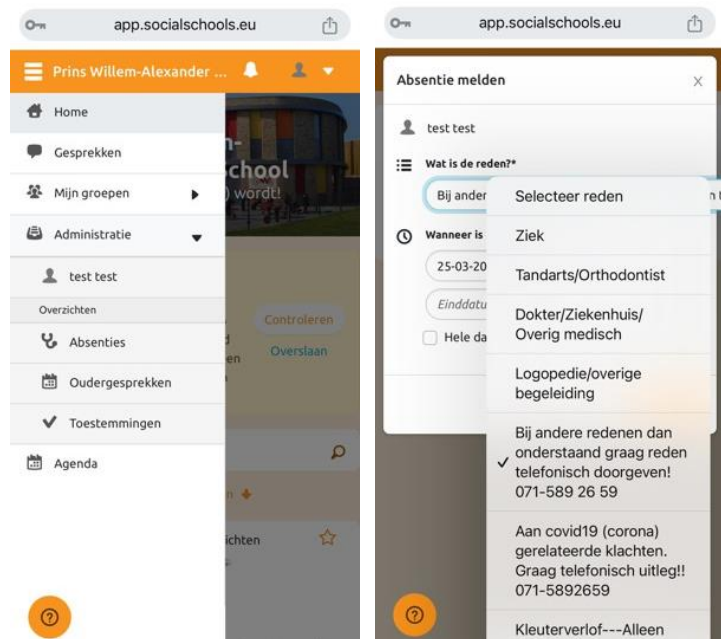 app.socialschools.eu
Prins Willem-Alexander ...
Home
Gesprekken
Mijn groepen
Administratie
test test
Overzichten
Absenties
Oudergesprekken
Toestemmingen
Agenda
n-
chool
) wordt!
Controleren
en
Overslaan
n
ichten
app.socialschools.eu
Absentie melden
X
test test
Wat is de reden?*
Bij ander
Wanneer is
25-03-20
Einddatu
Hele da
Selecteer reden
Ziek
Tandarts/Orthodontist
Dokter/Ziekenhuis/
Overig medisch
Logopedie/overige
begeleiding
Bij andere redenen dan
onderstaand graag reden
telefonisch doorgeven!
071-589 26 59
Aan covid19 (corona)
gerelateerde klachten.
Graag telefonisch uitleg!!
071-5892659
Kleuterverlof---Alleen